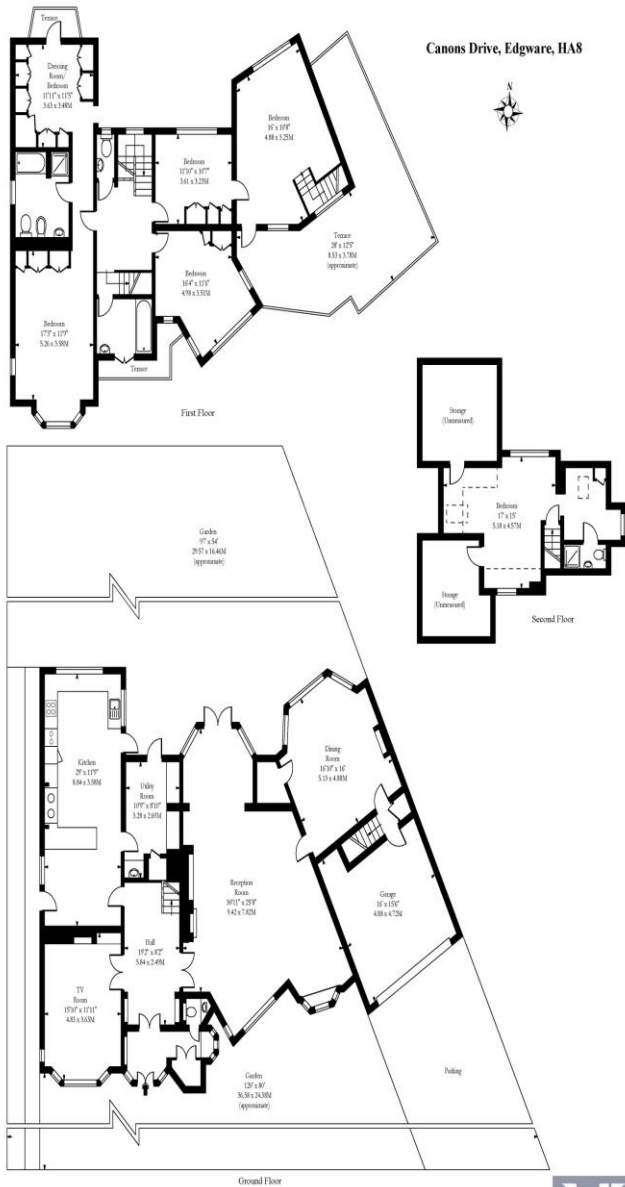 Canons Drive, Edgware, HA8
N
Terrace
Dressing
Room/
Bedroom
11'11" x 11'5"
3.63 x 3.48M
Bedroom
11'10" x 10'7"
3.61 x 3.23M
Bedroom
16' x 10'8"
4.88 x 3.25M
Terrace
28' x 12'5"
8.53 x 3.78M
(approximate)
Bedroom
16'4" x 11'6"
4.98 x 3.51M
Bedroom
17'3" x 11'9"
5.26 x 3.58M
Terrace
First Floor
Storage
(Unmeasured)
Bedroom
17' x 15'
5.18 x 4.57M
Storage
(Unmeasured)
Second Floor
Garden
97' x 54'
29.57 x 16.46M
(approximate)
Kitchen
29' x 11'9"
8.84 x 3.58M
Utility
Room
10'9" x 8'10"
3.28 x 2.69M
Dining
Room
16'10" x 16'
5.13 x 4.88M
Reception
Room
30'11" x 25'8"
9.42 x 7.82M
Garage
16' x 15'6"
4.88 x 4.72M
Hall
19'2" x 8'2"
5.84 x 2.49M
TV
Room
15'10" x 11'11"
4.83 x 3.63M
Garden
120' x 80'
36.58 x 24.38M
(approximate)
Parking
Ground Floor